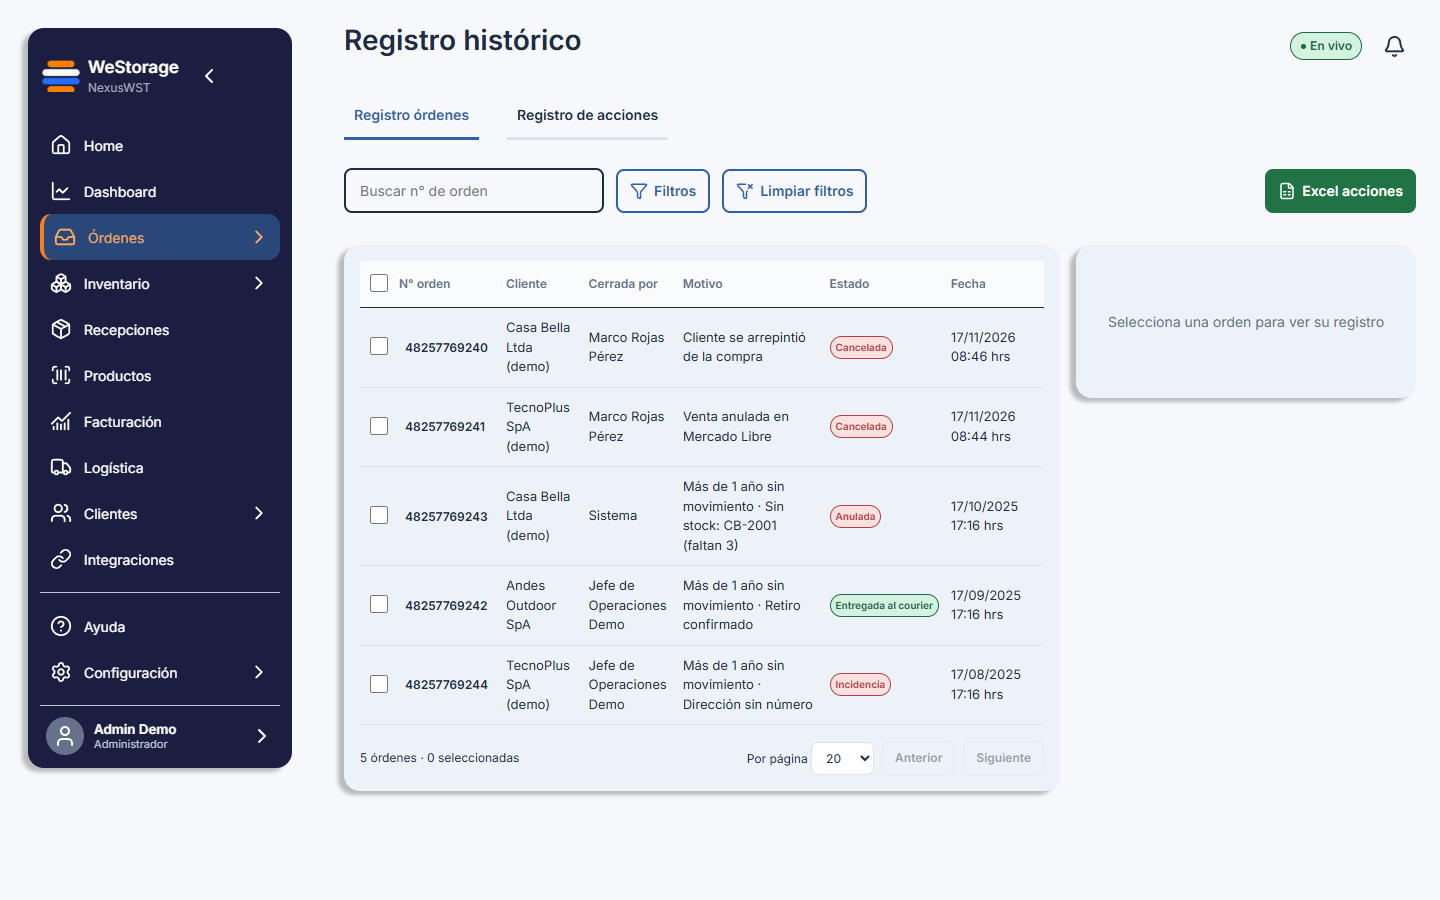 WeStorage
NexusWST
Home
Dashboard
Órdenes
Inventario
Recepciones
Productos
Facturación
Logística
Clientes
Integraciones
Ayuda
Configuración
Admin Demo
Administrador
Registro histórico
• En vivo
Registro órdenes
Registro de acciones
Buscar n° de orden
Filtros
Limpiar filtros
Excel acciones
N° orden Cliente Cerrada por Motivo Estado Fecha
48257769240
Casa Bella
Ltda
(demo)
Marco Rojas
Pérez
Cliente se arrepintió
de la compra
Cancelada
17/11/2026
08:46 hrs
48257769241
TecnoPlus
SpA
(demo)
Marco Rojas
Pérez
Venta anulada en
Mercado Libre
Cancelada
17/11/2026
08:44 hrs
48257769243
Casa Bella
Ltda
(demo)
Sistema
Más de 1 año sin
movimiento · Sin
stock: CB-2001
(faltan 3)
Anulada
17/10/2025
17:16 hrs
48257769242
Andes
Outdoor
SpA
Jefe de
Operaciones
Demo
Más de 1 año sin
movimiento · Retiro
confirmado
Entregada al courier
17/09/2025
17:16 hrs
48257769244
TecnoPlus
SpA
(demo)
Jefe de
Operaciones
Demo
Más de 1 año sin
movimiento ·
Dirección sin número
Incidencia
17/08/2025
17:16 hrs
5 órdenes · 0 seleccionadas
Por página 20
Anterior
Siguiente
Selecciona una orden para ver su registro